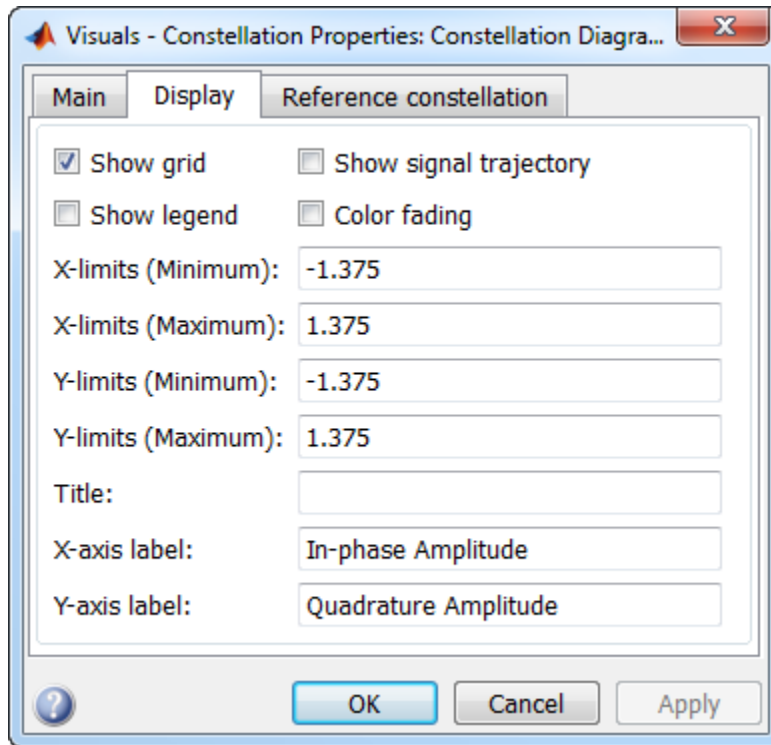 Visuals - Constellation Properties: Constellation Diagra...
Main Display Reference constellation
Show grid Show signal trajectory
Show legend Color fading
X-limits (Minimum): -1.375
X-limits (Maximum): 1.375
Y-limits (Minimum): -1.375
Y-limits (Maximum): 1.375
Title:
X-axis label: In-phase Amplitude
Y-axis label: Quadrature Amplitude
? OK Cancel Apply